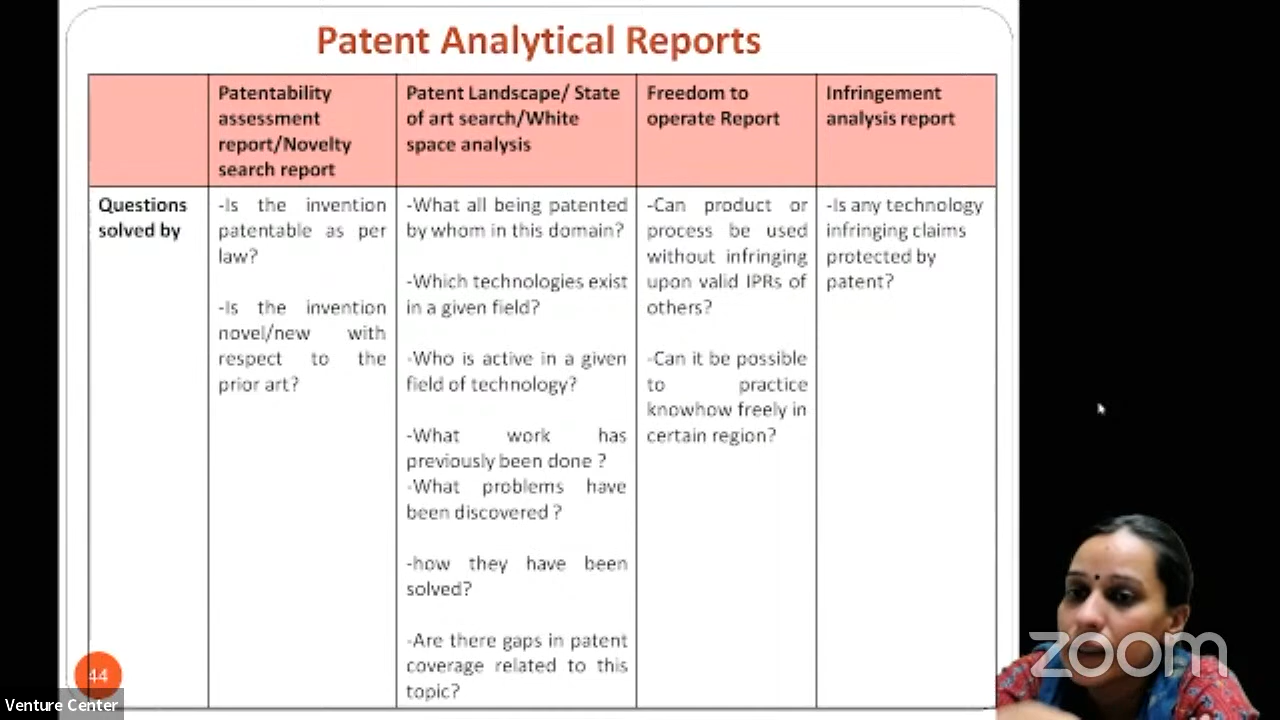 Patent Analytical Reports
Patentability
assessment
report/Novelty
search report
Patent Landscape/ State
of art search/White
space analysis
Freedom to
operate Report
Infringement
analysis report
Questions
solved by
-Is the invention
patentable as per
law?
-Is the invention
novel/new with
respect to the
prior art?
-What all being patented
by whom in this domain?
-Which technologies exist
in a given field?
-Who is active in a given
field of technology?
-What work has
previously been done ?
-What problems have
been discovered ?
-how they have been
solved?
-Are there gaps in patent
coverage related to this
topic?
-Can product or
process be used
without infringing
upon valid IPRs of
others?
-Can it be possible
to practice
knowhow freely in
certain region?
-Is any technology
infringing claims
protected by
patent?
44
Venture Center
zoom